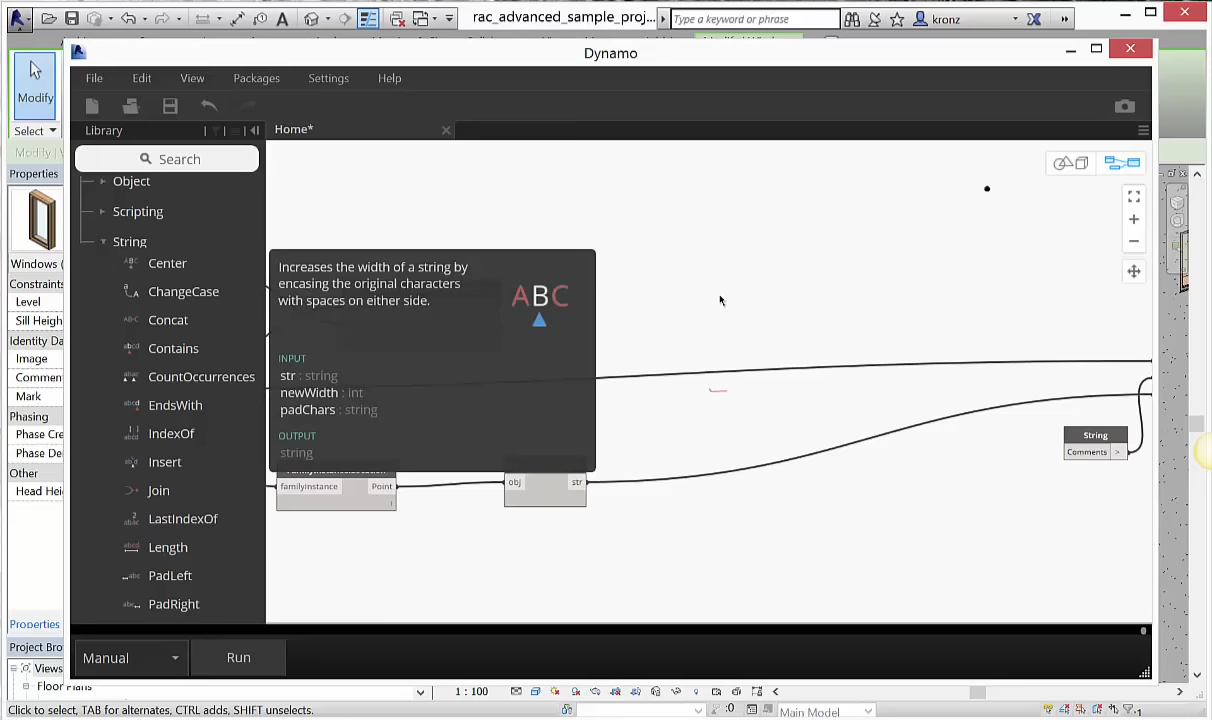 rac_advanced_sample_proj...
Type a keyword or phrase
kronz
Modify
Select
Modify |
Properties
Windows (
Constraints
Level
Sill Heigh
Identity Da
Image
Commen
Mark
Phasing
Phase Cre
Phase Der
Other
Head Hei
Properties
Project Bro
Views
Floor Plans
Dynamo
File Edit View Packages Settings Help
Library
Home*
Search
Object
Scripting
String
Center
ChangeCase
Concat
Contains
CountOccurrences
EndsWith
IndexOf
Insert
Join
LastIndexOf
Length
PadLeft
PadRight
Increases the width of a string by
encasing the original characters
with spaces on either side.
ABC
INPUT
str : string
newWidth : int
padChars : string
OUTPUT
string
familyInstance Point
obj str
String
Comments >
Manual
Run
1 : 100
Click to select, TAB for alternates, CTRL adds, SHIFT unselects.
:0
Main Model
:1